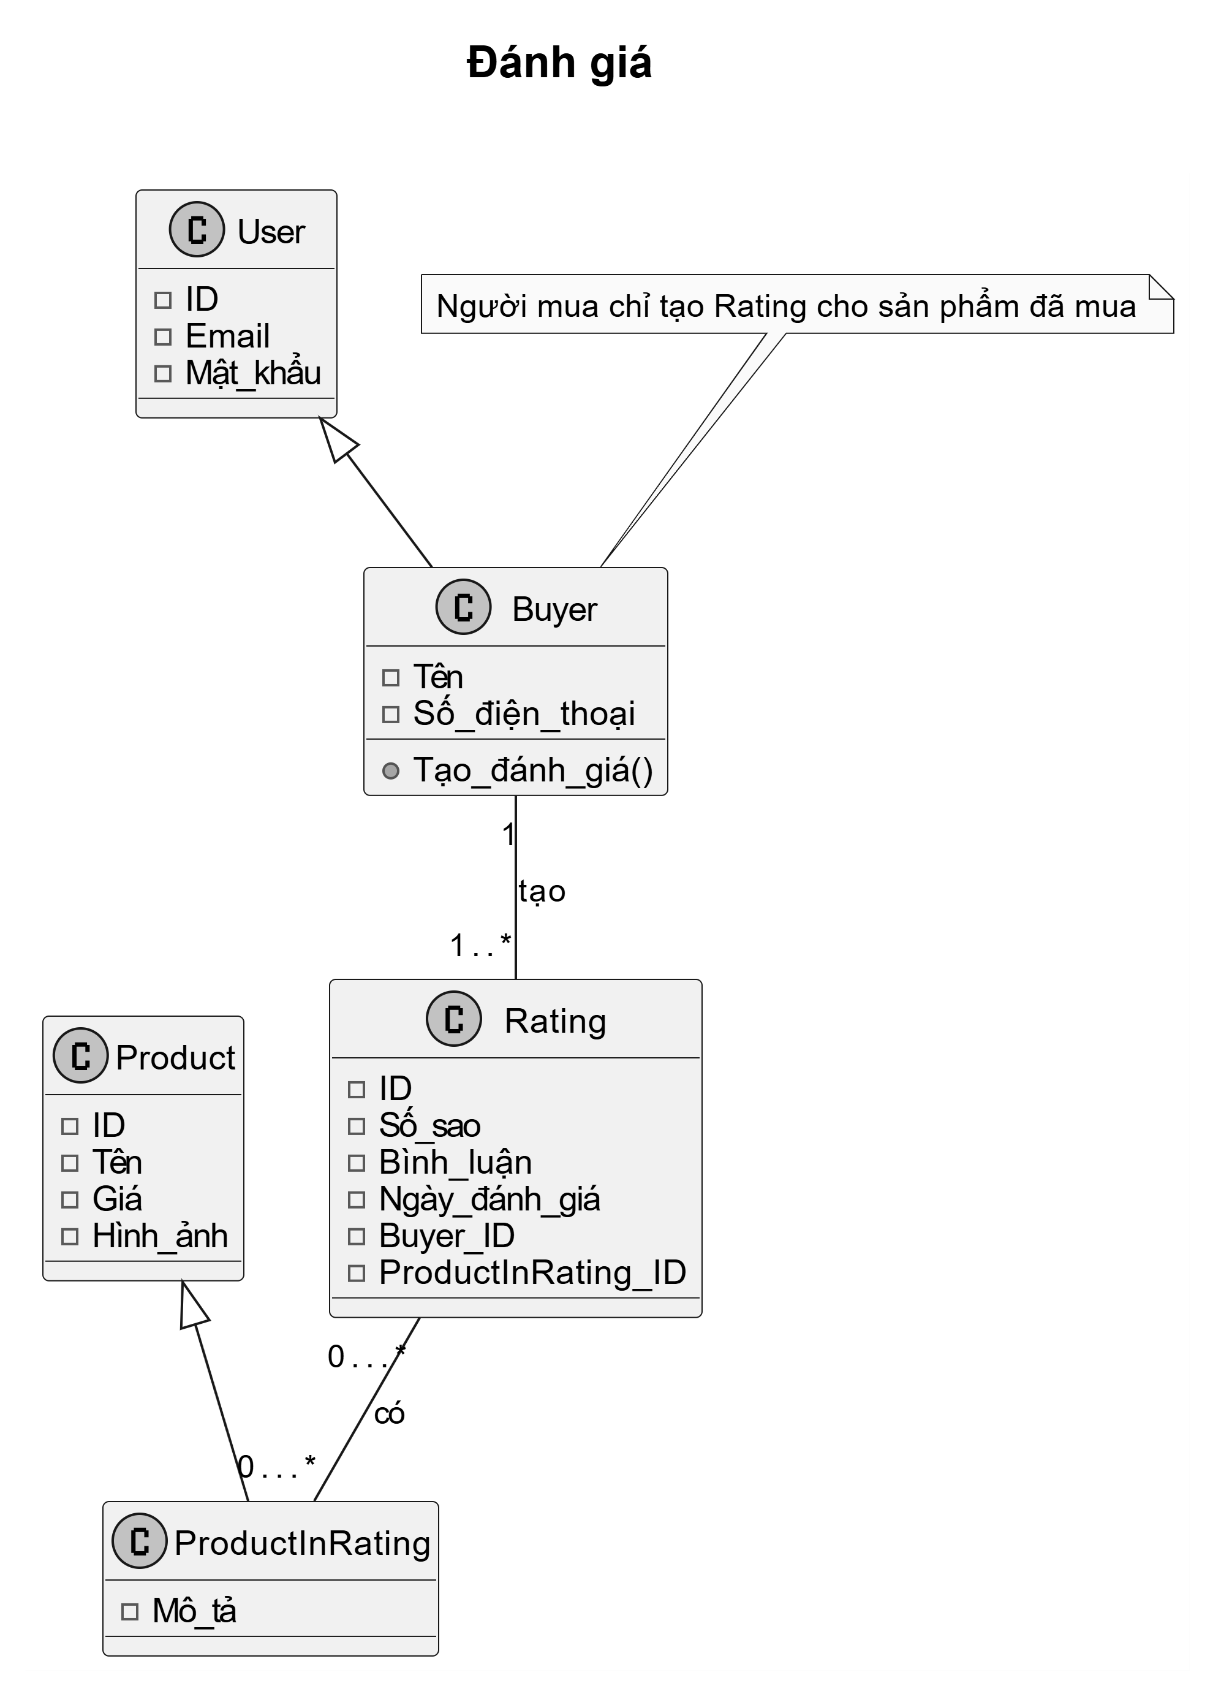 Đánh giá
C User
ID
Email
Mật_khẩu
Người mua chỉ tạo Rating cho sản phẩm đã mua
C Buyer
Tên
Số_điện_thoại
Tạo_đánh_giá()
1
tạo
1..*
C Product
ID
Tên
Giá
Hình_ảnh
C Rating
ID
Số_sao
Bình_luận
Ngày_đánh_giá
Buyer_ID
ProductInRating_ID
0...*
có
0...*
C ProductInRating
Mô_tả